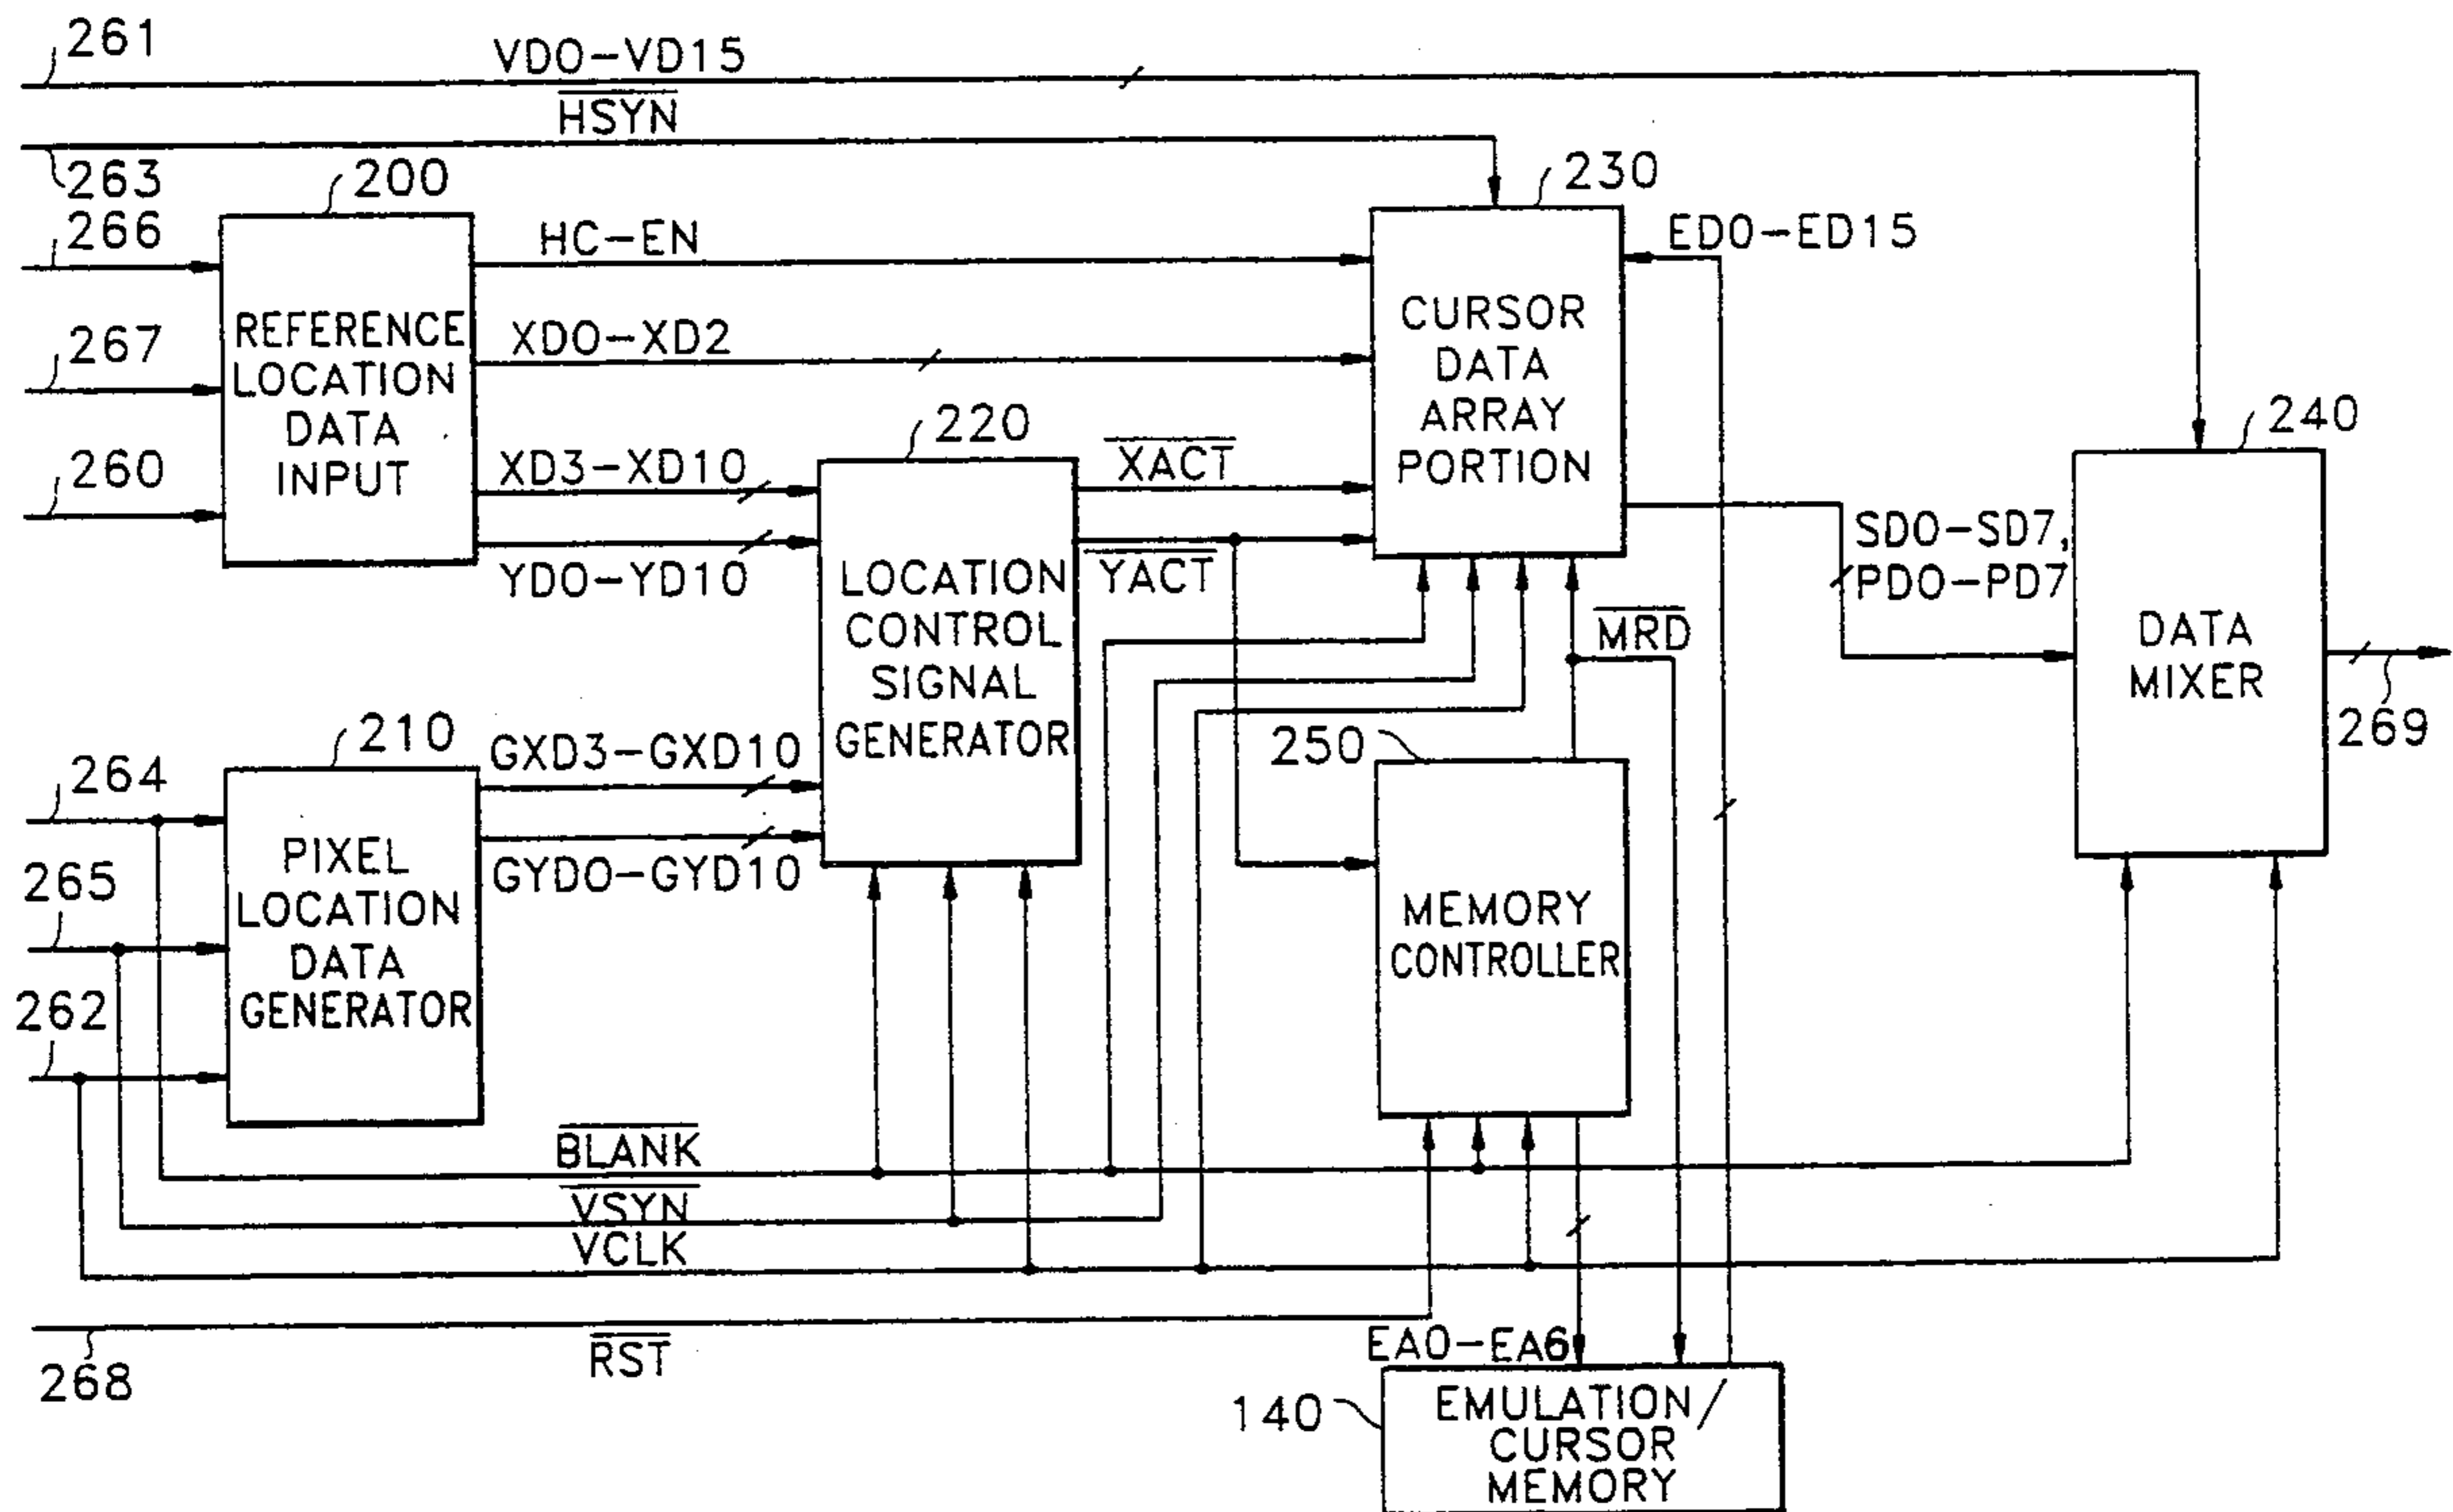 261
VD0-VD15
HSYN
263
200
230
266
HC-EN
ED0-ED15
267
REFERENCE
LOCATION
DATA
INPUT
XD0-XD2
CURSOR
DATA
ARRAY
PORTION
240
220
260
XD3-XD10
XACT
YD0-YD10
YACT
SD0-SD7,
PD0-PD7
LOCATION
CONTROL
SIGNAL
GENERATOR
MRD
DATA
MIXER
269
210
GXD3-GXD10
250
264
GYD0-GYD10
265
PIXEL
LOCATION
DATA
GENERATOR
MEMORY
CONTROLLER
262
BLANK
VSYN
VCLK
RST
268
EA0-EA6
140
EMULATION/
CURSOR
MEMORY